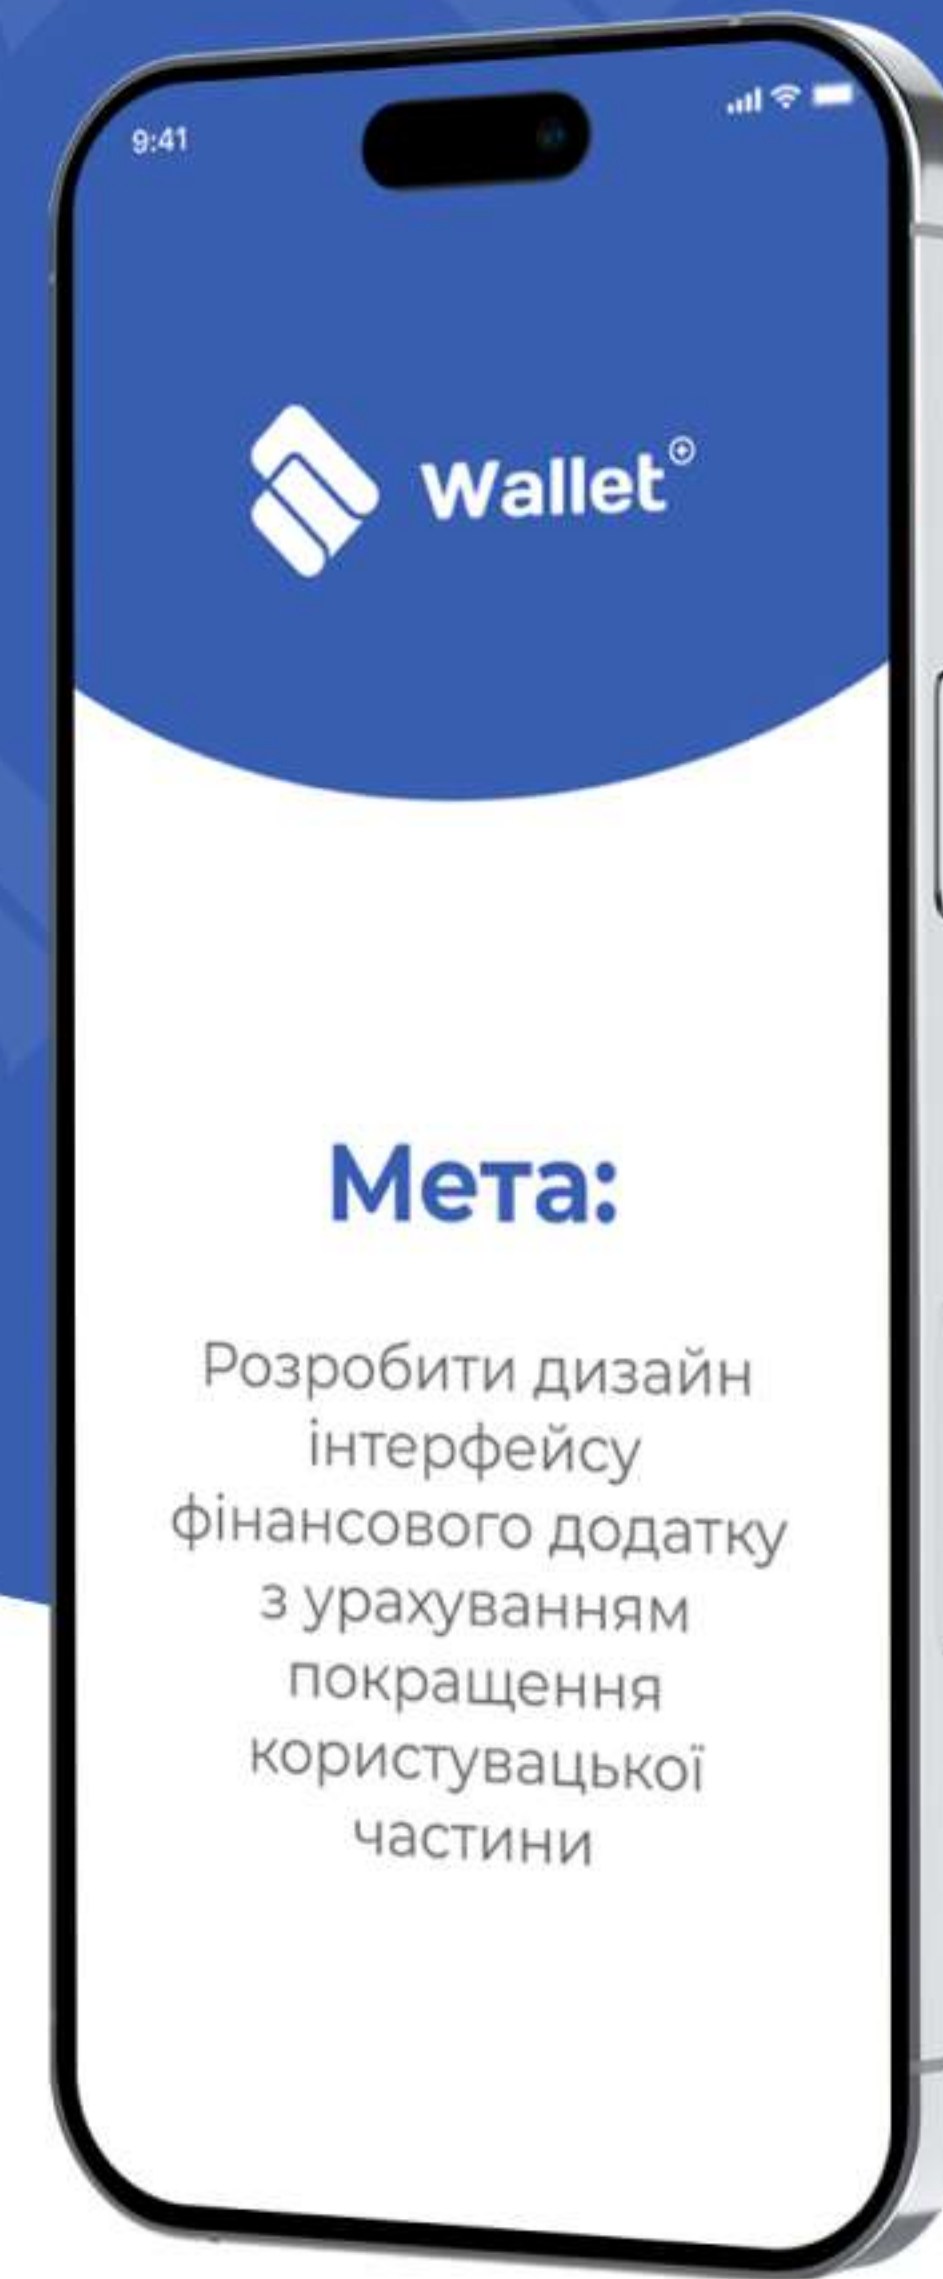 9:41
Wallet
Мета:
Розробити дизайн
інтерфейсу
фінансового додатку
з урахуванням
покращення
користувацької
частини